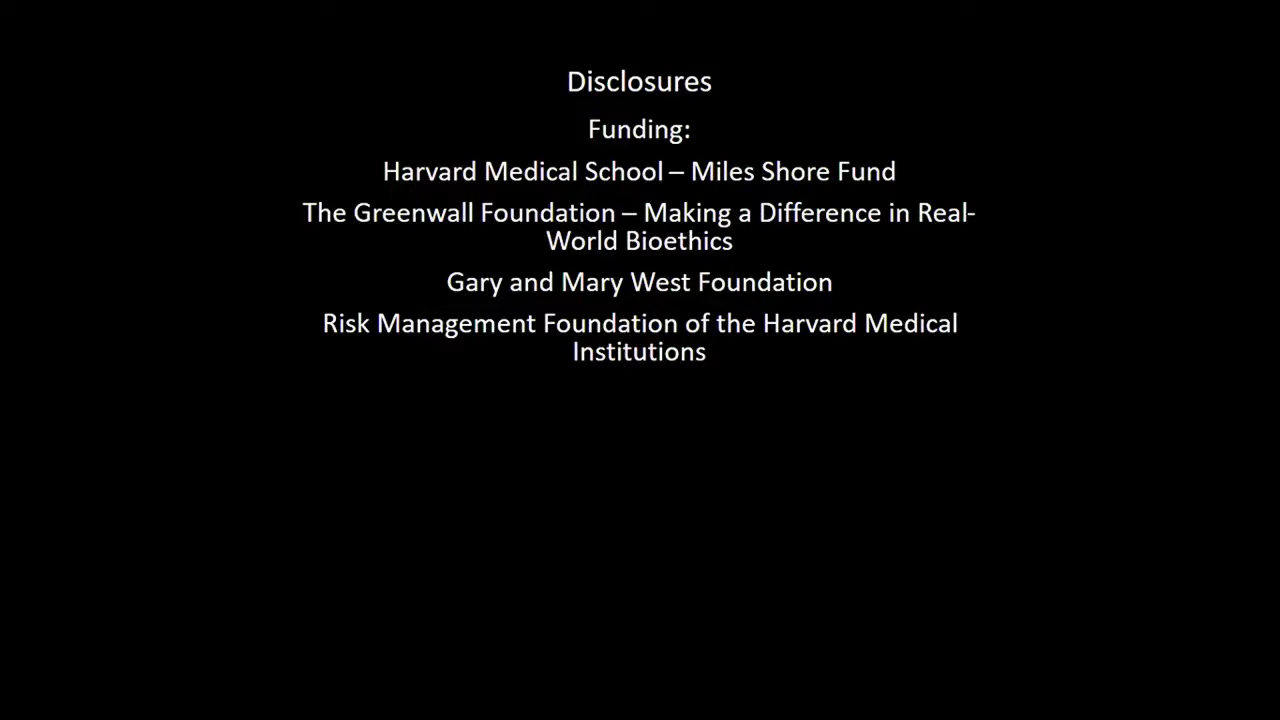 Disclosures
Funding:
Harvard Medical School – Miles Shore Fund
The Greenwall Foundation – Making a Difference in Real-
World Bioethics
Gary and Mary West Foundation
Risk Management Foundation of the Harvard Medical
Institutions